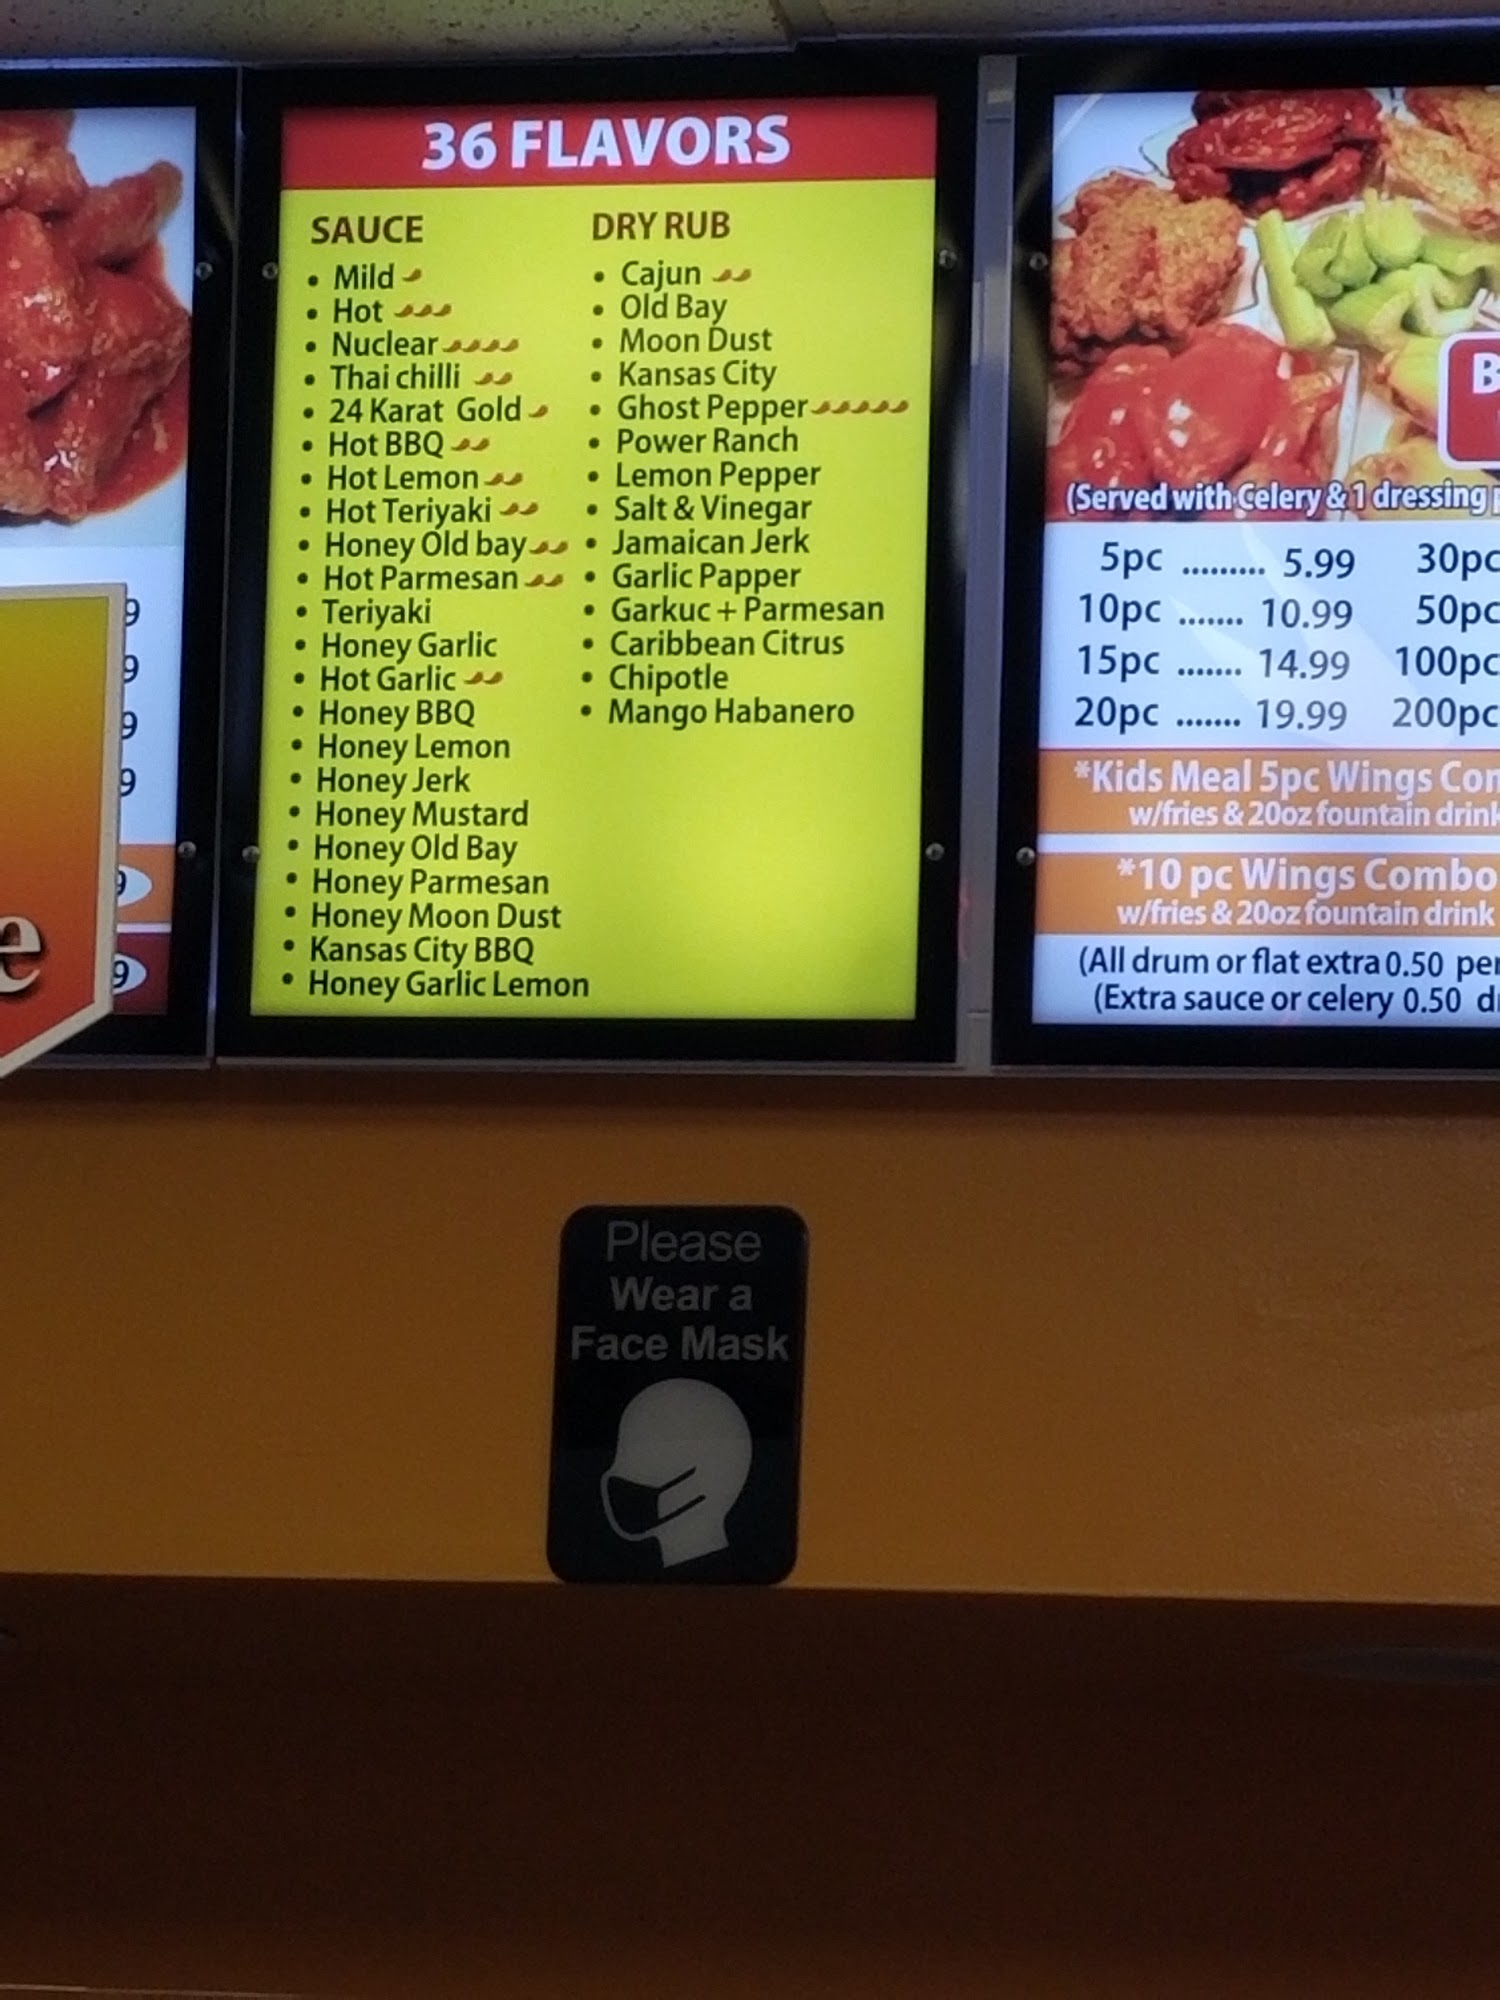 36 FLAVORS
SAUCE
• Mild
• Hot
• Nuclear
• Thai chilli
• 24 Karat Gold
• Hot BBQ
• Hot Lemon
• Hot Teriyaki
• Honey Old bay
• Hot Parmesan
• Teriyaki
• Honey Garlic
• Hot Garlic
• Honey BBQ
• Honey Lemon
• Honey Jerk
• Honey Mustard
• Honey Old Bay
• Honey Parmesan
• Honey Moon Dust
• Kansas City BBQ
• Honey Garlic Lemon
DRY RUB
• Cajun
• Old Bay
• Moon Dust
• Kansas City
• Ghost Pepper
• Power Ranch
• Lemon Pepper
• Salt & Vinegar
• Jamaican Jerk
• Garlic Papper
• Garkuc + Parmesan
• Caribbean Citrus
• Chipotle
• Mango Habanero
(Served with Celery & 1 dressing
5pc ......... 5.99 30pc
10pc ....... 10.99 50pc
15pc ....... 14.99 100pc
20pc ....... 19.99 200pc
*Kids Meal 5pc Wings
w/fries & 20oz fountain drink
*10 pc Wings Combo
w/fries & 20oz fountain drink
(All drum or flat extra 0.50
(Extra sauce or celery 0.50
Please
Wear a
Face Mask